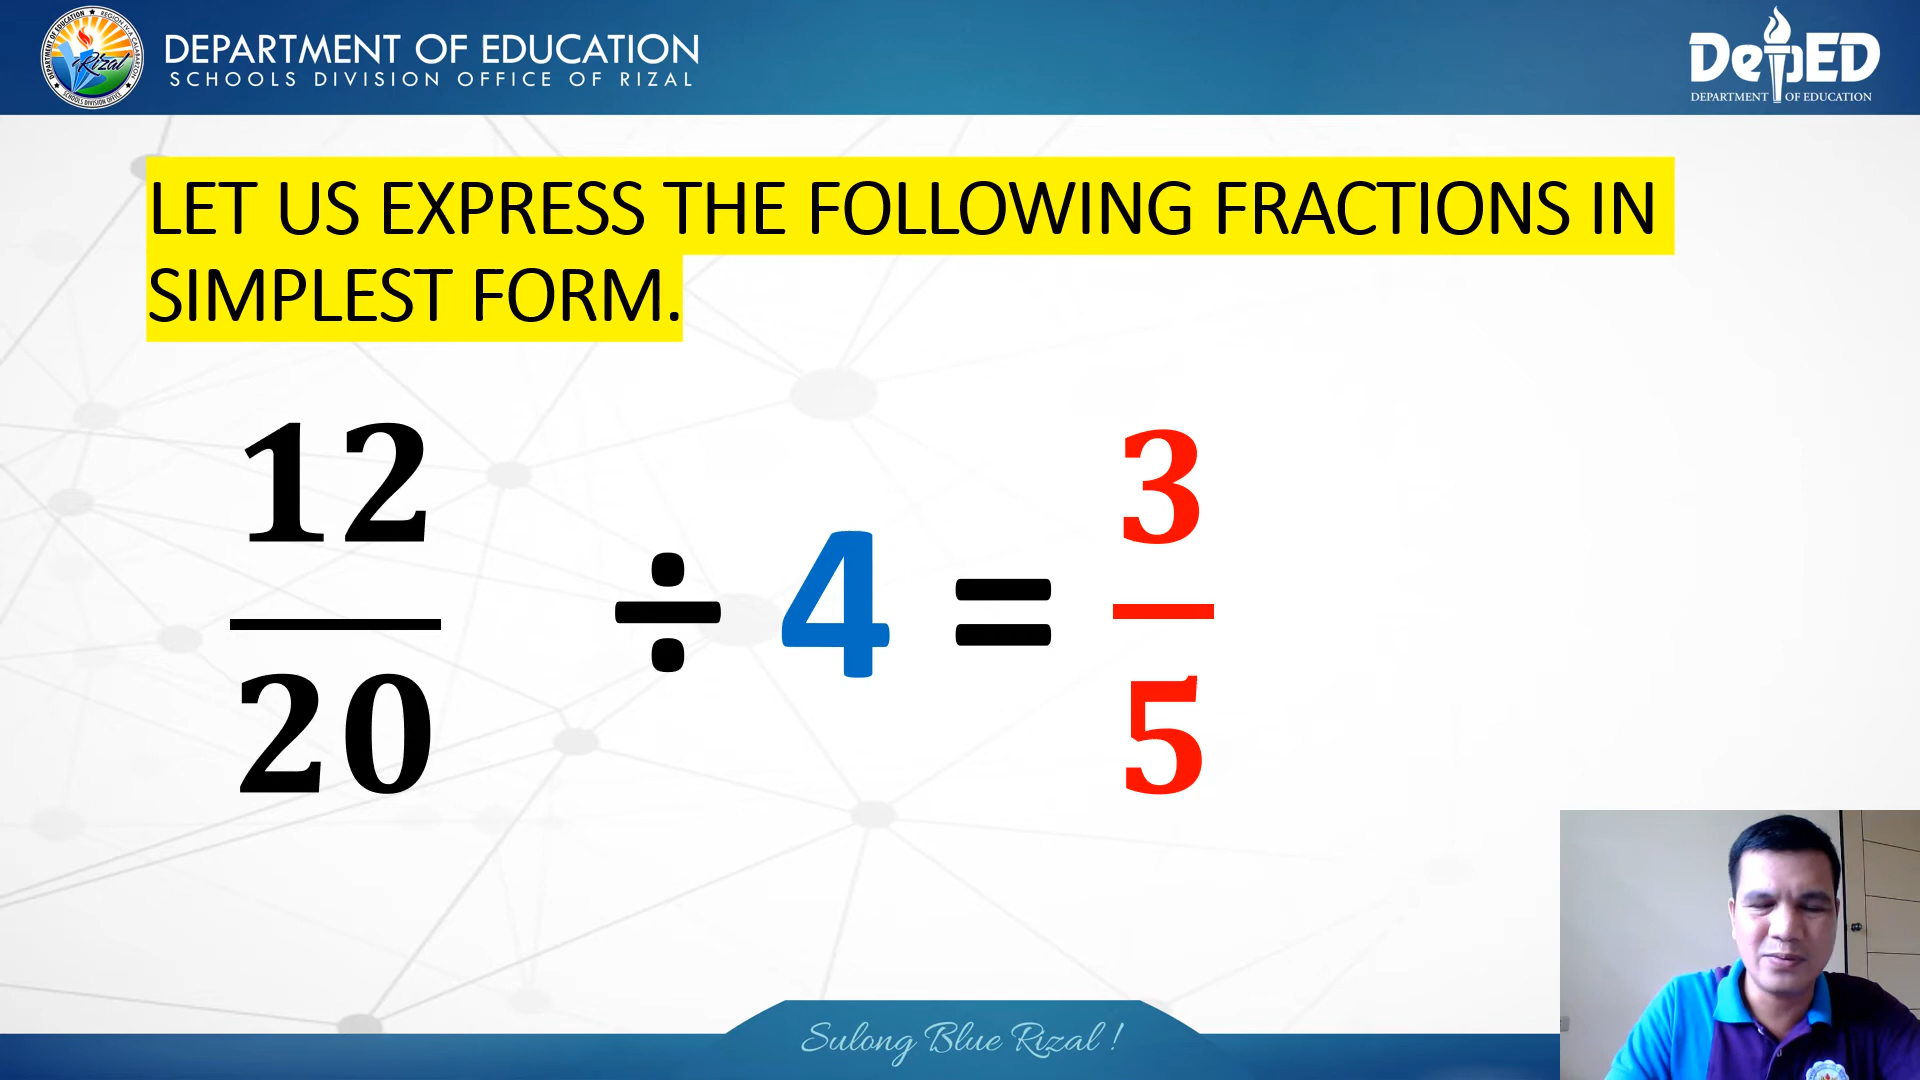 DEPARTMENT OF EDUCATION
SCHOOLS DIVISION OFFICE OF RIZAL
Rizal
DepED
DEPARTMENT OF EDUCATION
LET US EXPRESS THE FOLLOWING FRACTIONS IN
SIMPLEST FORM.
12
20
÷ 4 =
3
5
Sulong Blue Rizal !